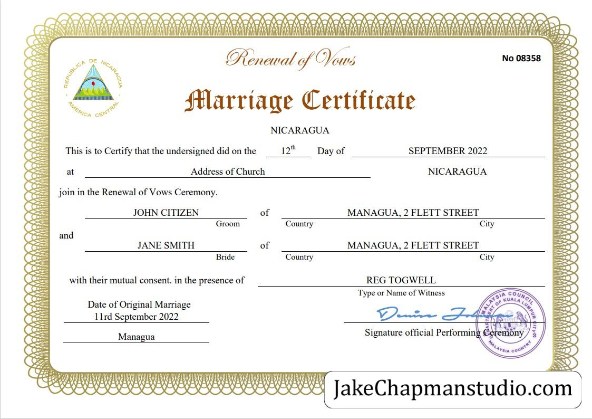 Renewal of Vows
No 08358
REPUBLICA DE NICARAGUA
AMERICA CENTRAL
Marriage Certificate
NICARAGUA
This is to Certify that the undersigned did on the 12th Day of SEPTEMBER 2022
at Address of Church NICARAGUA
join in the Renewal of Vows Ceremony.
JOHN CITIZEN of MANAGUA, 2 FLETT STREET
Groom Country City
and
JANE SMITH of MANAGUA, 2 FLETT STREET
Bride Country City
with their mutual consent. in the presence of REG TOGWELL
Type or Name of Witness
Date of Original Marriage
11rd September 2022
Denise
Signature official Performing Ceremony
Managua
MALAYSIA COUNCIL
MALAYSIA COUNTRY
JakeChapmanstudio.com